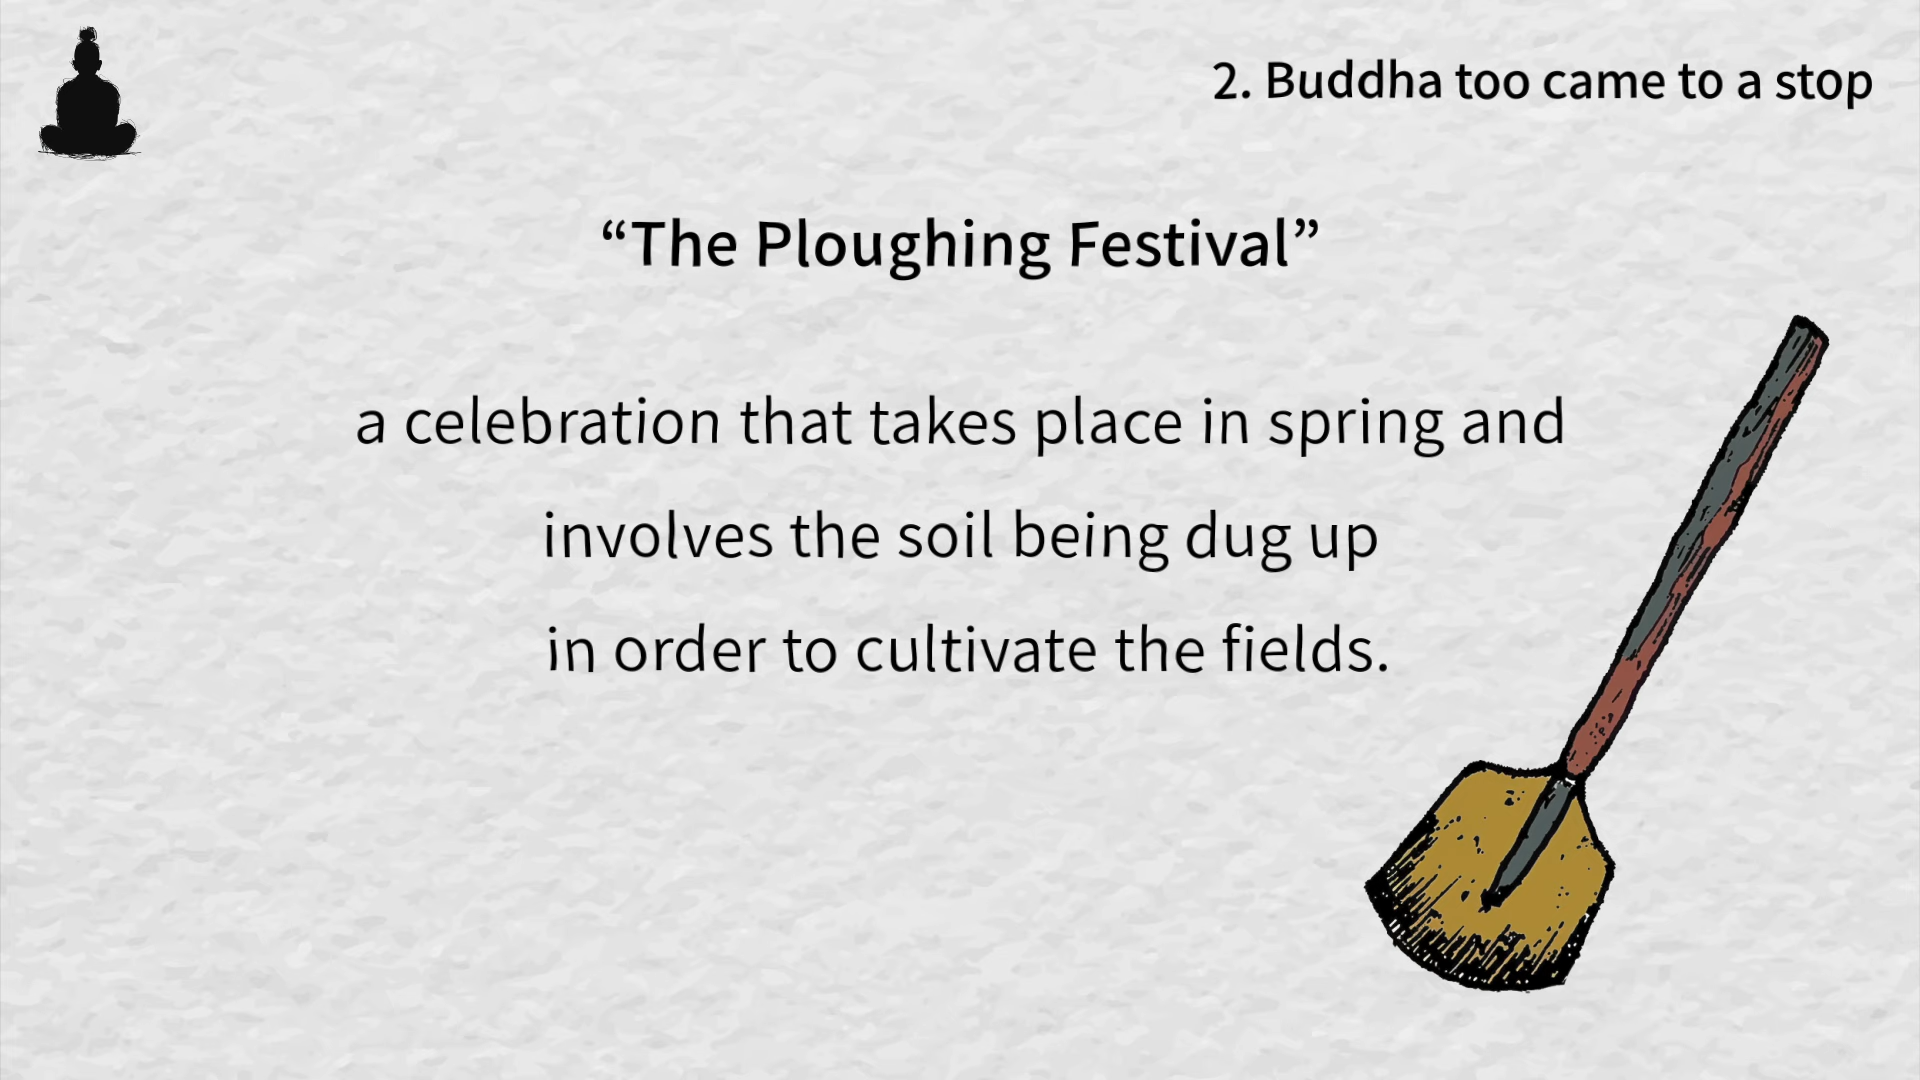 2. Buddha too came to a stop
“The Ploughing Festival”
a celebration that takes place in spring and
involves the soil being dug up
in order to cultivate the fields.